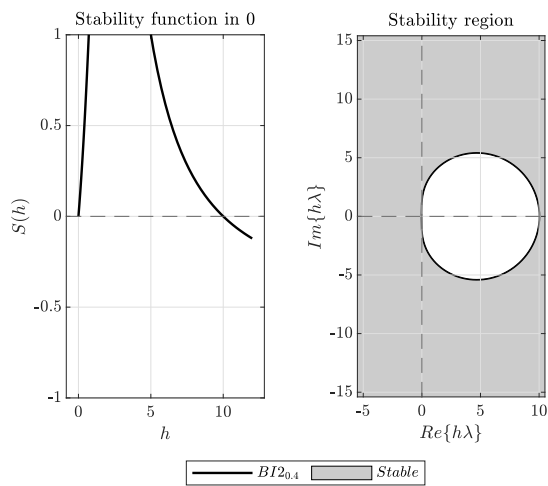 Stability function in 0
1
0.5
0
-0.5
-1
S(h)
0
5
10
h
Stability region
15
10
5
0
-5
-10
-15
Im{hλ}
-5
0
5
10
Re{hλ}
BI2₀.₄
Stable